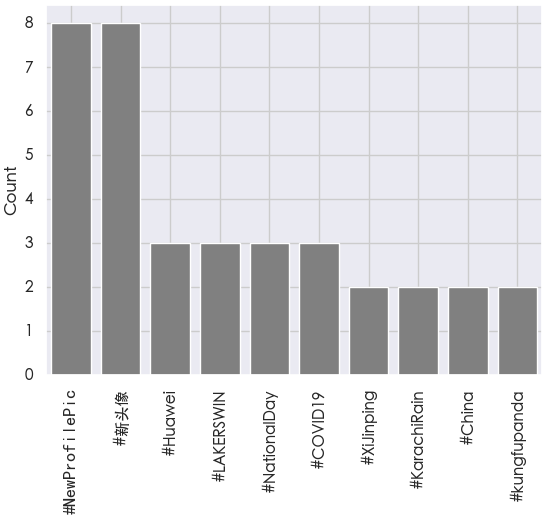 Count
8
7
6
5
4
3
2
1
0
#NewProfilePic
#新头像
#Huawei
#LAKERSWIN
#NationalDay
#COVID19
#XiJinping
#KarachiRain
#China
#kungfupanda